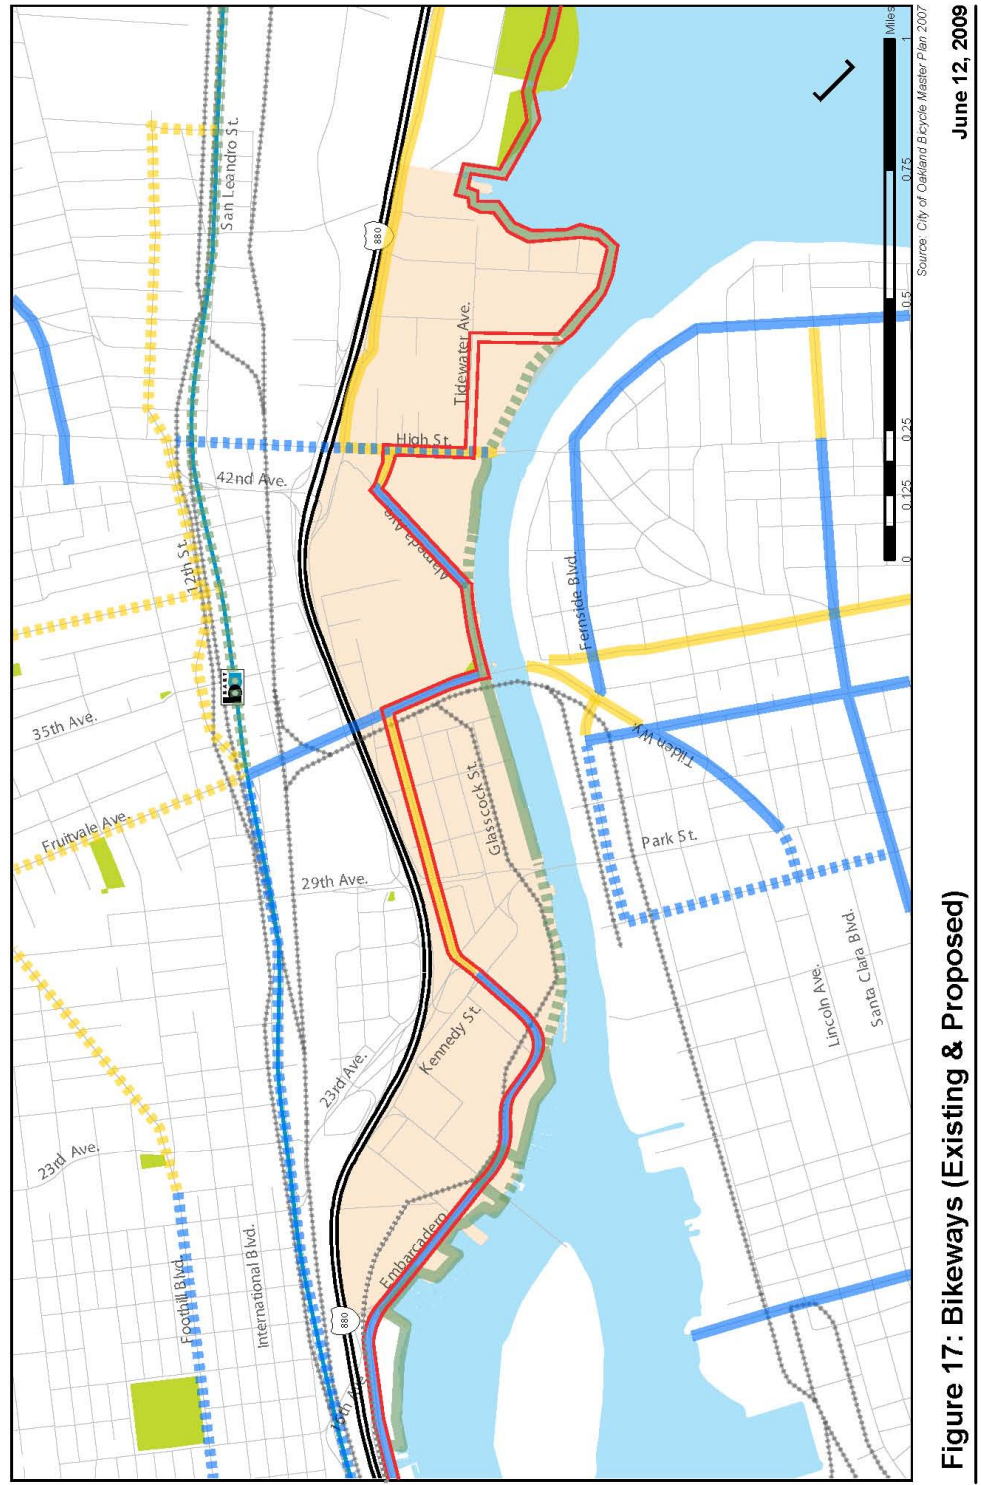 Foothill Blvd.
International Blvd.
23rd Ave.
23rd Ave.
29th Ave.
Fruitvale Ave.
35th Ave.
12th St.
42nd Ave.
San Leandro St.
880
880
Embarcadero
Kennedy St.
Glasscock St.
Alameda Ave.
High St.
Tidewater Ave.
Fernside Blvd.
Tilden Wy.
Park St.
Lincoln Ave.
Santa Clara Blvd.
0 0.125 0.25 0.5 0.75 1
Miles
Source: City of Oakland Bicycle Master Plan 2007
Figure 17: Bikeways (Existing & Proposed)
June 12, 2009